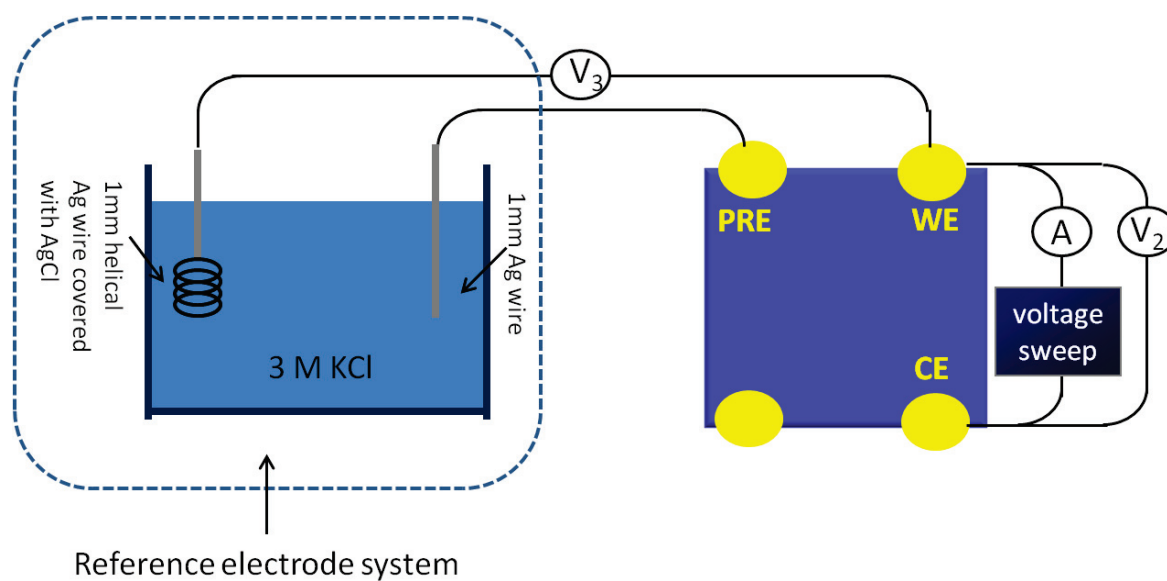 V3
1mm helical
Ag wire covered
with AgCl
1mm Ag wire
3 M KCl
PRE
WE
A
V2
voltage
sweep
CE
Reference electrode system